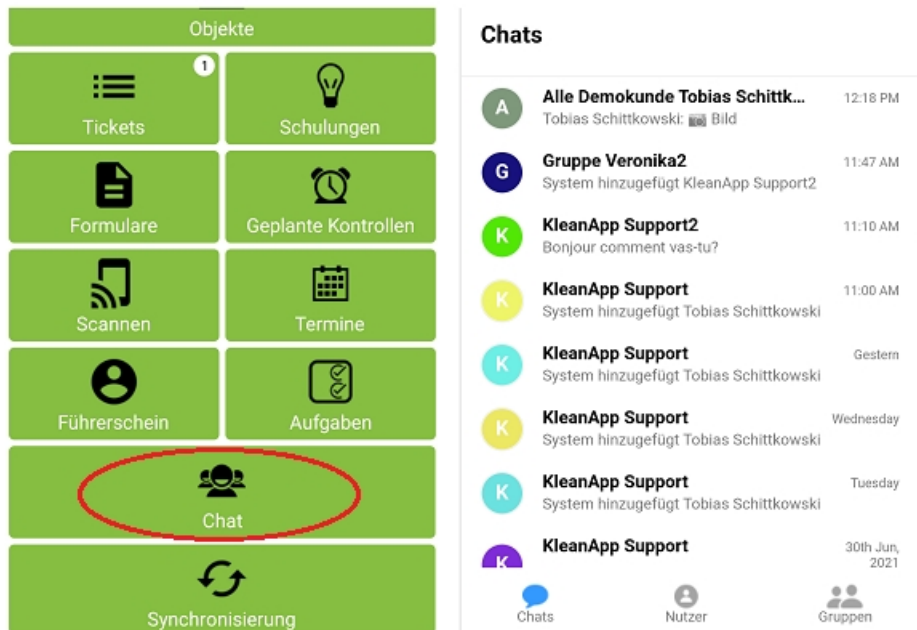 Objekte
1
Tickets
Schulungen
Formulare
Geplante Kontrollen
Scannen
Termine
Führerschein
Aufgaben
Chat
Synchronisierung
Chats
A
Alle Demokunde Tobias Schittk...
12:18 PM
Tobias Schittkowski: 📷 Bild
G
Gruppe Veronika2
11:47 AM
System hinzugefügt KleanApp Support2
K
KleanApp Support2
11:10 AM
Bonjour comment vas-tu?
K
KleanApp Support
11:00 AM
System hinzugefügt Tobias Schittkowski
K
KleanApp Support
Gestern
System hinzugefügt Tobias Schittkowski
K
KleanApp Support
Wednesday
System hinzugefügt Tobias Schittkowski
K
KleanApp Support
Tuesday
System hinzugefügt Tobias Schittkowski
K
KleanApp Support
30th Jun,
2021
Chats
Nutzer
Gruppen